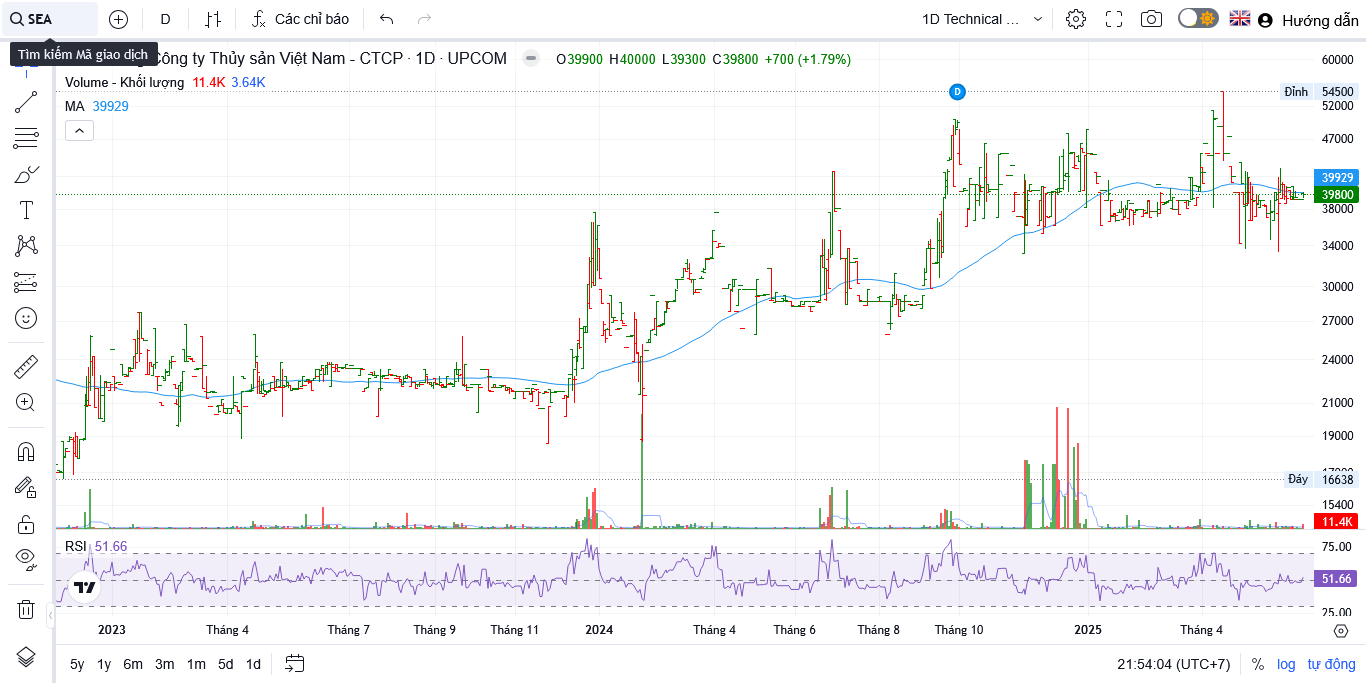 SEA D Các chỉ báo 1D Technical ... Hướng dẫn
Tìm kiếm Mã giao dịch
Công ty Thủy sản Việt Nam - CTCP · 1D · UPCOM O39900 H40000 L39300 C39800 +700 (+1.79%)
Volume - Khối lượng 11.4K 3.64K
MA 39929
D
60000
Đỉnh 54500
52000
47000
39929
39800
38000
34000
30000
27000
24000
21000
19000
Đáy 16638
15400
11.4K
RSI 51.66
75.00
51.66
25.00
2023 Tháng 4 Tháng 7 Tháng 9 Tháng 11 2024 Tháng 4 Tháng 6 Tháng 8 Tháng 10 2025 Tháng 4
5y 1y 6m 3m 1m 5d 1d 21:54:04 (UTC+7) % log tự động